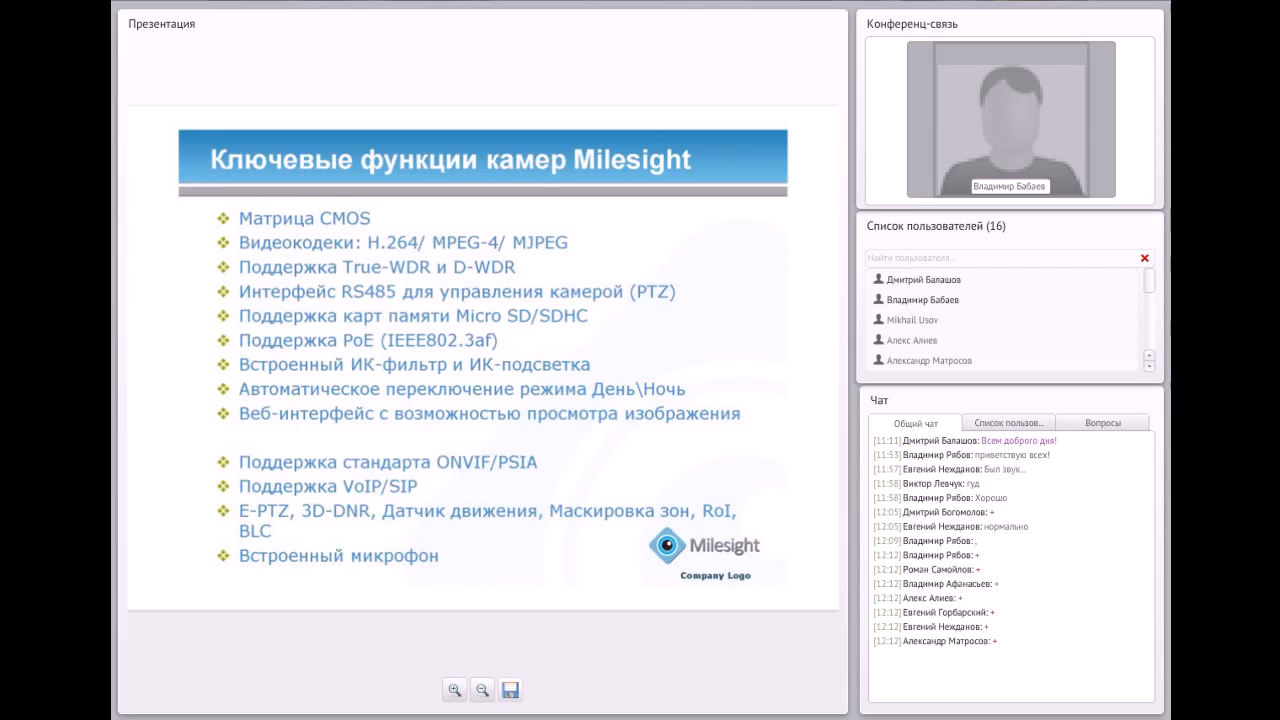 Презентация
Ключевые функции камер Milesight
Матрица CMOS
Видеокодеки: H.264/ MPEG-4/ MJPEG
Поддержка True-WDR и D-WDR
Интерфейс RS485 для управления камерой (PTZ)
Поддержка карт памяти Micro SD/SDHC
Поддержка PoE (IEEE802.3af)
Встроенный ИК-фильтр и ИК-подсветка
Автоматическое переключение режима День\Ночь
Веб-интерфейс с возможностью просмотра изображения
Поддержка стандарта ONVIF/PSIA
Поддержка VoIP/SIP
E-PTZ, 3D-DNR, Датчик движения, Маскировка зон, RoI,
BLC
Встроенный микрофон
Milesight
Company Logo
Конференц-связь
Владимир Бабаев
Список пользователей (16)
Найти пользователя...
Дмитрий Балашов
Владимир Бабаев
Mikhail Usov
Алекс Алиев
Александр Матросов
Чат
Общий чат
Список пользов...
Вопросы
[11:11] Дмитрий Балашов: Всем доброго дня!
[11:53] Владимир Рябов: приветствую всех!
[11:57] Евгений Нежданов: Был звук...
[11:58] Виктор Левчук: гуд
[11:58] Владимир Рябов: Хорошо
[12:05] Дмитрий Богомолов: +
[12:05] Евгений Нежданов: нормально
[12:09] Владимир Рябов: ,
[12:12] Владимир Рябов: +
[12:12] Роман Самойлов: +
[12:12] Владимир Афанасьев: +
[12:12] Алекс Алиев: +
[12:12] Евгений Горбарский: +
[12:12] Евгений Нежданов: +
[12:12] Александр Матросов: +